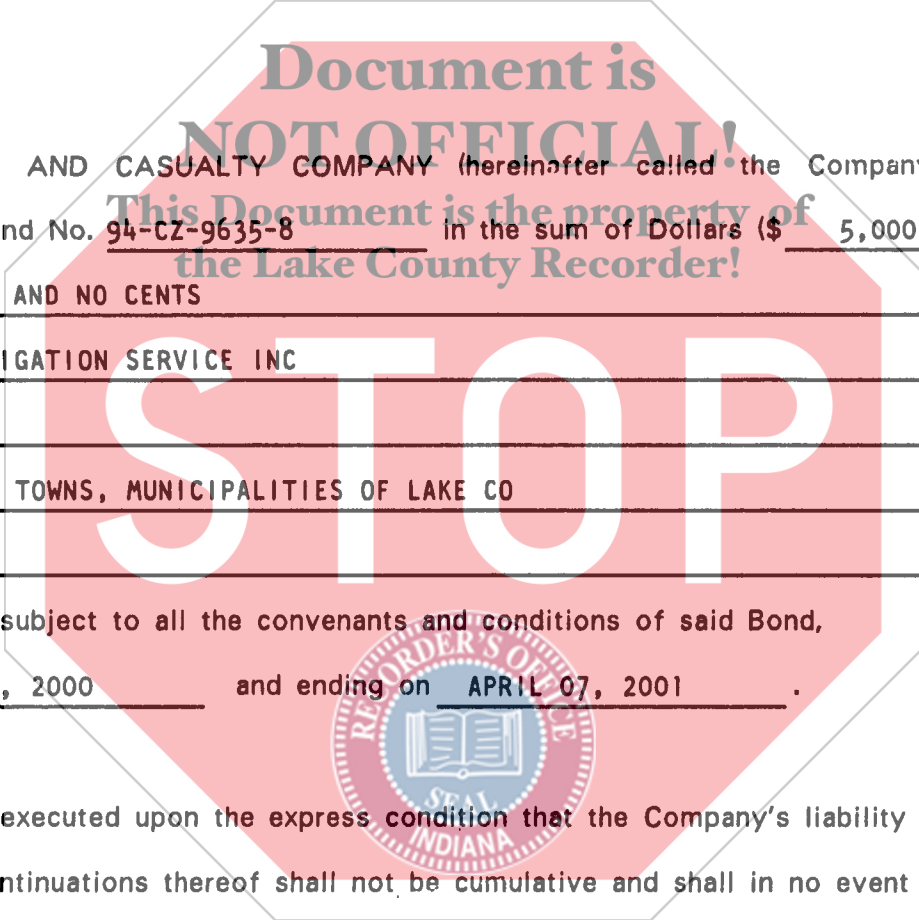 Document is
NOT OFFICIAL!
AND CASUALTY COMPANY (hereinafter called the Company
This Document is the property of
nd No. 94-CZ-9635-8 in the sum of Dollars ($ 5,000
the Lake County Recorder!
AND NO CENTS
IGATION SERVICE INC
STOP
TOWNS, MUNICIPALITIES OF LAKE CO
subject to all the convenants and conditions of said Bond,
RECORDER'S OFFICE
, 2000 and ending on APRIL 07, 2001 .
SEAL
INDIANA
executed upon the express condition that the Company's liability
ntinuations thereof shall not be cumulative and shall in no event